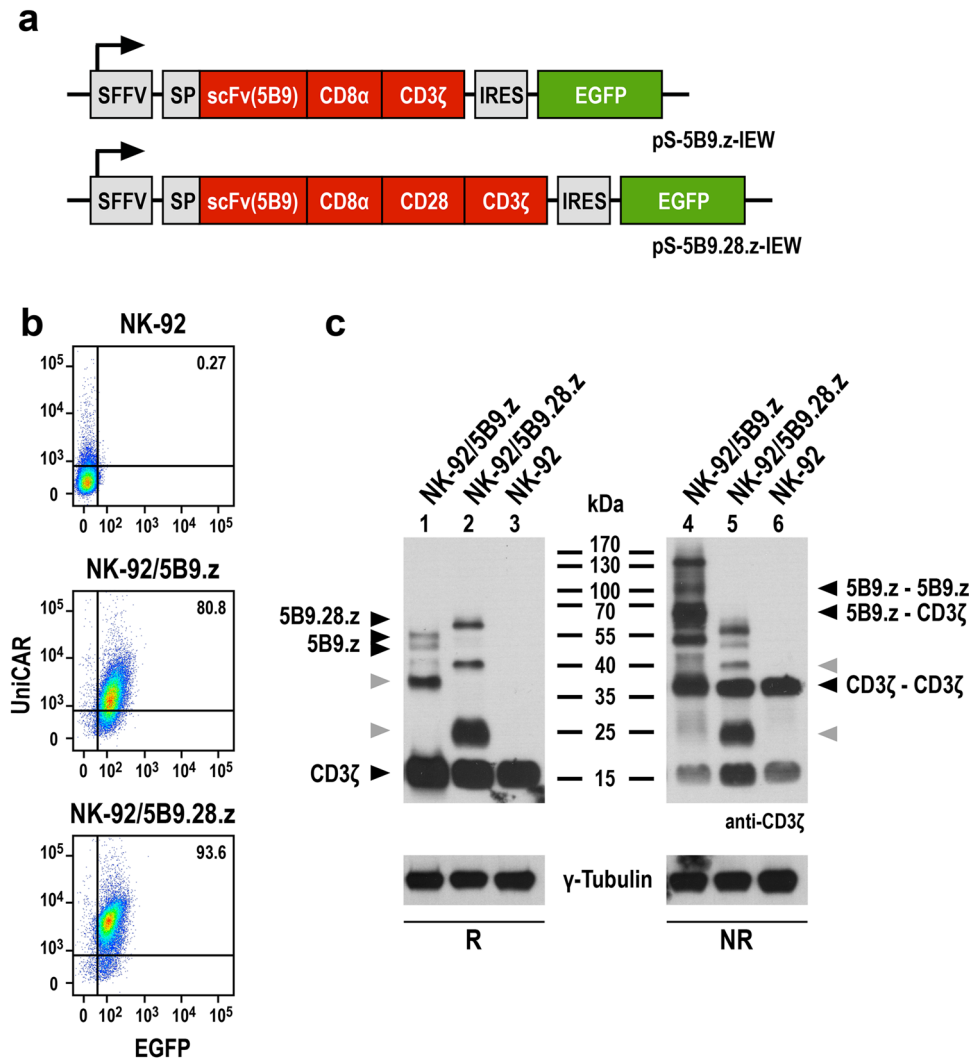 a
SFFV SP scFv(5B9) CD8α CD3ζ IRES EGFP
pS-5B9.z-IEW
SFFV SP scFv(5B9) CD8α CD28 CD3ζ IRES EGFP
pS-5B9.28.z-IEW
b
NK-92
0.27
10⁵
10⁴
10³
0
0 10² 10³ 10⁴ 10⁵
NK-92/5B9.z
80.8
10⁵
10⁴
10³
0
0 10² 10³ 10⁴ 10⁵
UniCAR
NK-92/5B9.28.z
93.6
10⁵
10⁴
10³
0
0 10² 10³ 10⁴ 10⁵
EGFP
c
NK-92/5B9.z
NK-92/5B9.28.z
NK-92
1 2 3
kDa
NK-92/5B9.z
NK-92/5B9.28.z
NK-92
4 5 6
170
130
100
70
55
40
35
25
15
5B9.28.z
5B9.z
CD3ζ
5B9.z - 5B9.z
5B9.z - CD3ζ
CD3ζ - CD3ζ
anti-CD3ζ
γ-Tubulin
R
NR